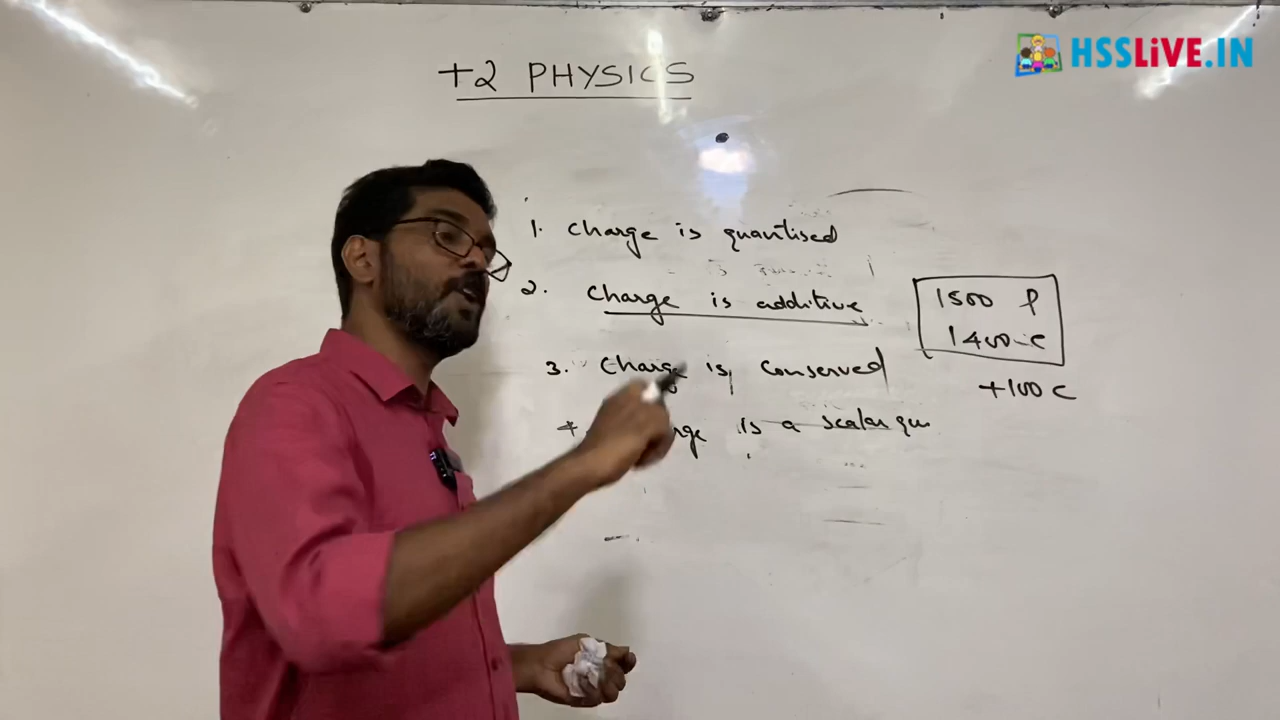 HSSLiVE.IN
+2 PHYSICS
1. Charge is quantised
2. Charge is additive
1500 P
1400 e
+100 C
3. Charge is conserved
4 rge is a scalar qu